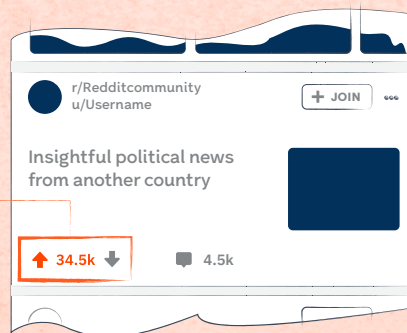 r/Redditcommunity
u/Username
+ JOIN
Insightful political news
from another country
34.5k
4.5k